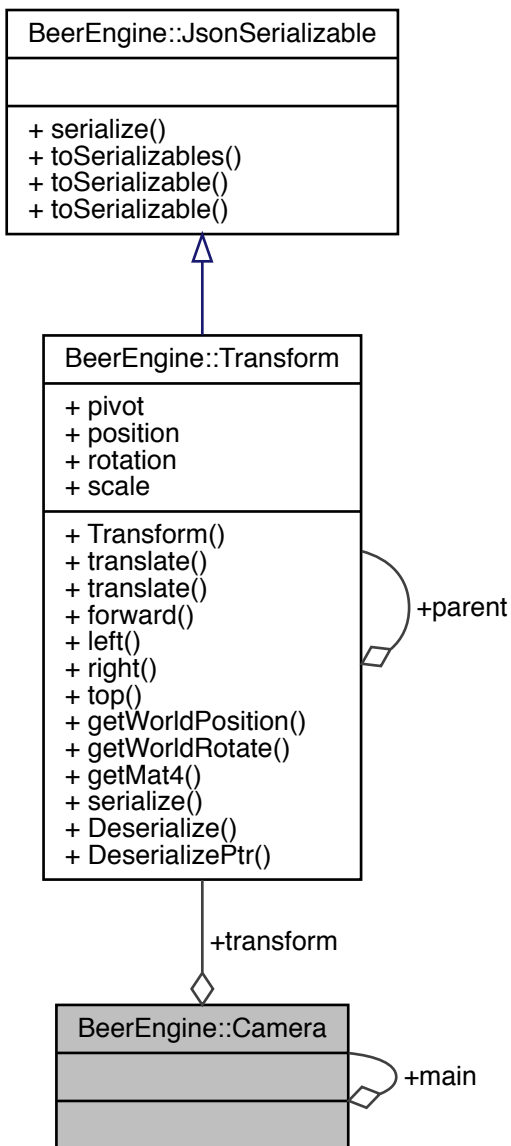 BeerEngine::JsonSerializable
+ serialize()
+ toSerializables()
+ toSerializable()
+ toSerializable()
BeerEngine::Transform
+ pivot
+ position
+ rotation
+ scale
+ Transform()
+ translate()
+ translate()
+ forward()
+ left()
+ right()
+ top()
+ getWorldPosition()
+ getWorldRotate()
+ getMat4()
+ serialize()
+ Deserialize()
+ DeserializePtr()
+parent
+transform
BeerEngine::Camera
+main